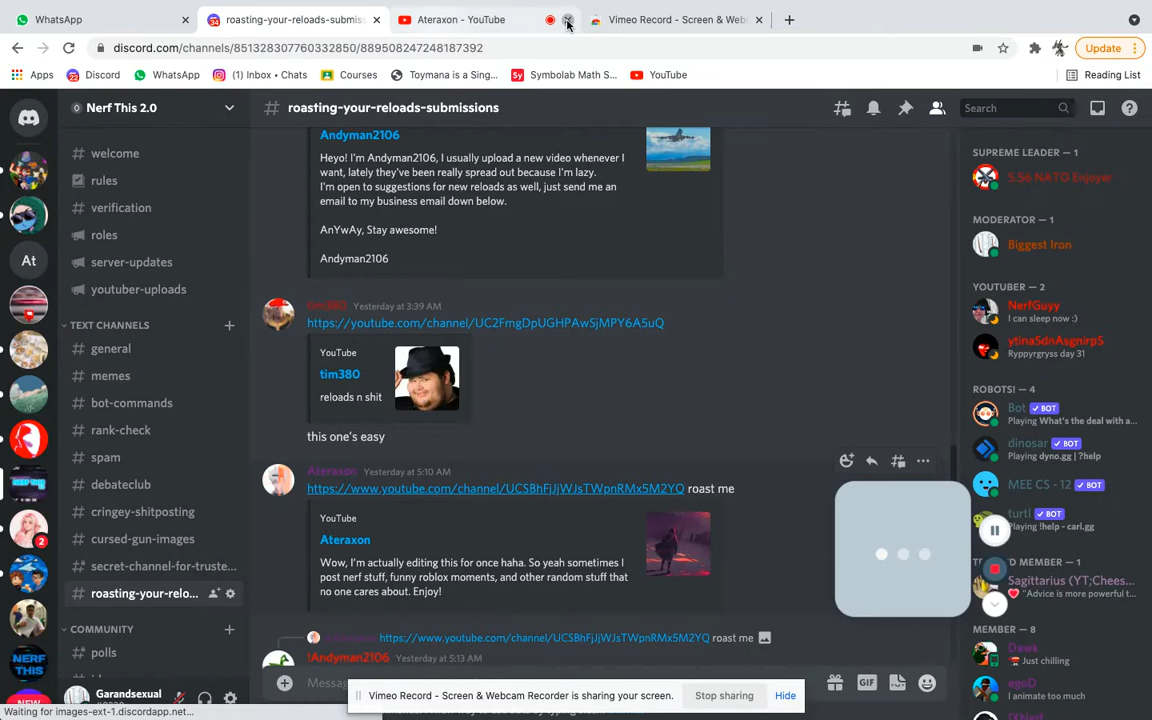 WhatsApp
roasting-your-reloads-submiss
Ateraxon - YouTube
Vimeo Record - Screen & Web
discord.com/channels/851328307760332850/889508247248187392
Update
Apps
Discord
WhatsApp
(1) Inbox • Chats
Courses
Toymana is a Sing...
Symbolab Math S...
YouTube
Reading List
Nerf This 2.0
roasting-your-reloads-submissions
Search
welcome
rules
verification
roles
server-updates
youtuber-uploads
TEXT CHANNELS
general
memes
bot-commands
rank-check
spam
debateclub
cringey-shitposting
cursed-gun-images
secret-channel-for-truste...
roasting-your-relo...
COMMUNITY
polls
Garandsexual
At
2
NERF THIS
NEW
Andyman2106
Heyo! I'm Andyman2106, I usually upload a new video whenever I
want, lately they've been really spread out because I'm lazy.
I'm open to suggestions for new reloads as well, just send me an
email to my business email down below.
AnYwAy, Stay awesome!
Andyman2106
tim380 Yesterday at 3:39 AM
https://youtube.com/channel/UC2FmgDpUGHPAwSjMPY6A5uQ
YouTube
tim380
reloads n shit
this one's easy
Ateraxon Yesterday at 5:10 AM
https://www.youtube.com/channel/UCSBhFjJjWJsTWpnRMx5M2YQ roast me
YouTube
Ateraxon
Wow, I'm actually editing this for once haha. So yeah sometimes I
post nerf stuff, funny roblox moments, and other random stuff that
no one cares about. Enjoy!
https://www.youtube.com/channel/UCSBhFjJjWJsTWpnRMx5M2YQ roast me
!Andyman2106 Yesterday at 5:13 AM
Messa
GIF
Vimeo Record - Screen & Webcam Recorder is sharing your screen.
Stop sharing
Hide
Waiting for images-ext-1.discordapp.net...
SUPREME LEADER — 1
5.56 NATO Enjoyer
MODERATOR — 1
Biggest Iron
YOUTUBER — 2
NerfGuyy
I can sleep now :)
ytinaSdnAsgnirpS
Ryppyrgryss day 31
ROBOTS! — 4
Bot ✓ BOT
Playing What's the deal with a...
dinosar ✓ BOT
Playing dyno.gg | ?help
MEE CS - 12 ✓ BOT
turtl ✓ BOT
Playing !help - carl.gg
D MEMBER — 1
Sagittarius (YT;Chees...
"Advice is more powerful t...
MEMBER — 8
Dawk
Just chilling
egoD
I animate too much